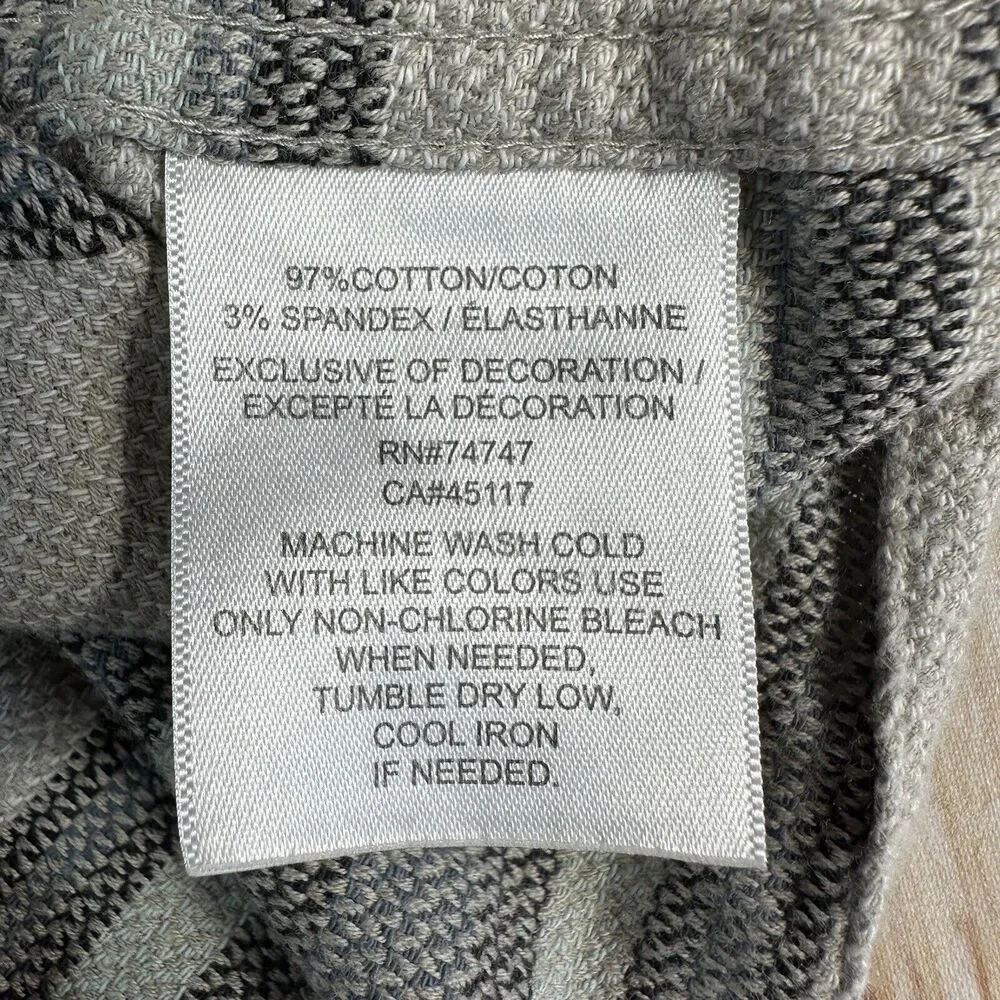 97%COTTON/COTON
3% SPANDEX / ÉLASTHANNE
EXCLUSIVE OF DECORATION /
EXCEPTÉ LA DÉCORATION
RN#74747
CA#45117
MACHINE WASH COLD
WITH LIKE COLORS USE
ONLY NON-CHLORINE BLEACH
WHEN NEEDED,
TUMBLE DRY LOW,
COOL IRON
IF NEEDED.